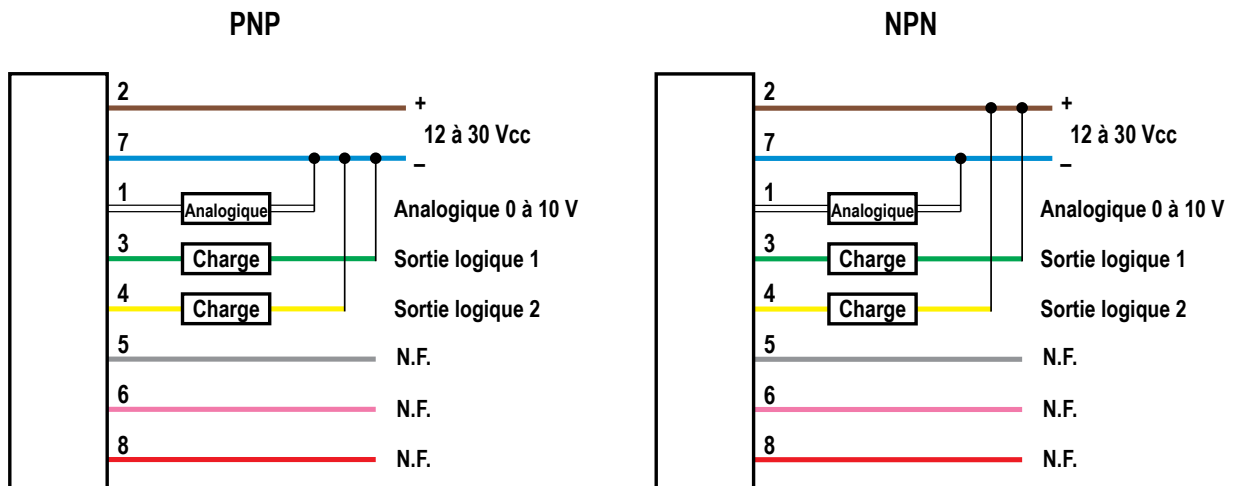 PNP
2
+
12 à 30 Vcc
7
–
1
Analogique
Analogique 0 à 10 V
3
Charge
Sortie logique 1
4
Charge
Sortie logique 2
5
N.F.
6
N.F.
8
N.F.
NPN
2
+
12 à 30 Vcc
7
–
1
Analogique
Analogique 0 à 10 V
3
Charge
Sortie logique 1
4
Charge
Sortie logique 2
5
N.F.
6
N.F.
8
N.F.